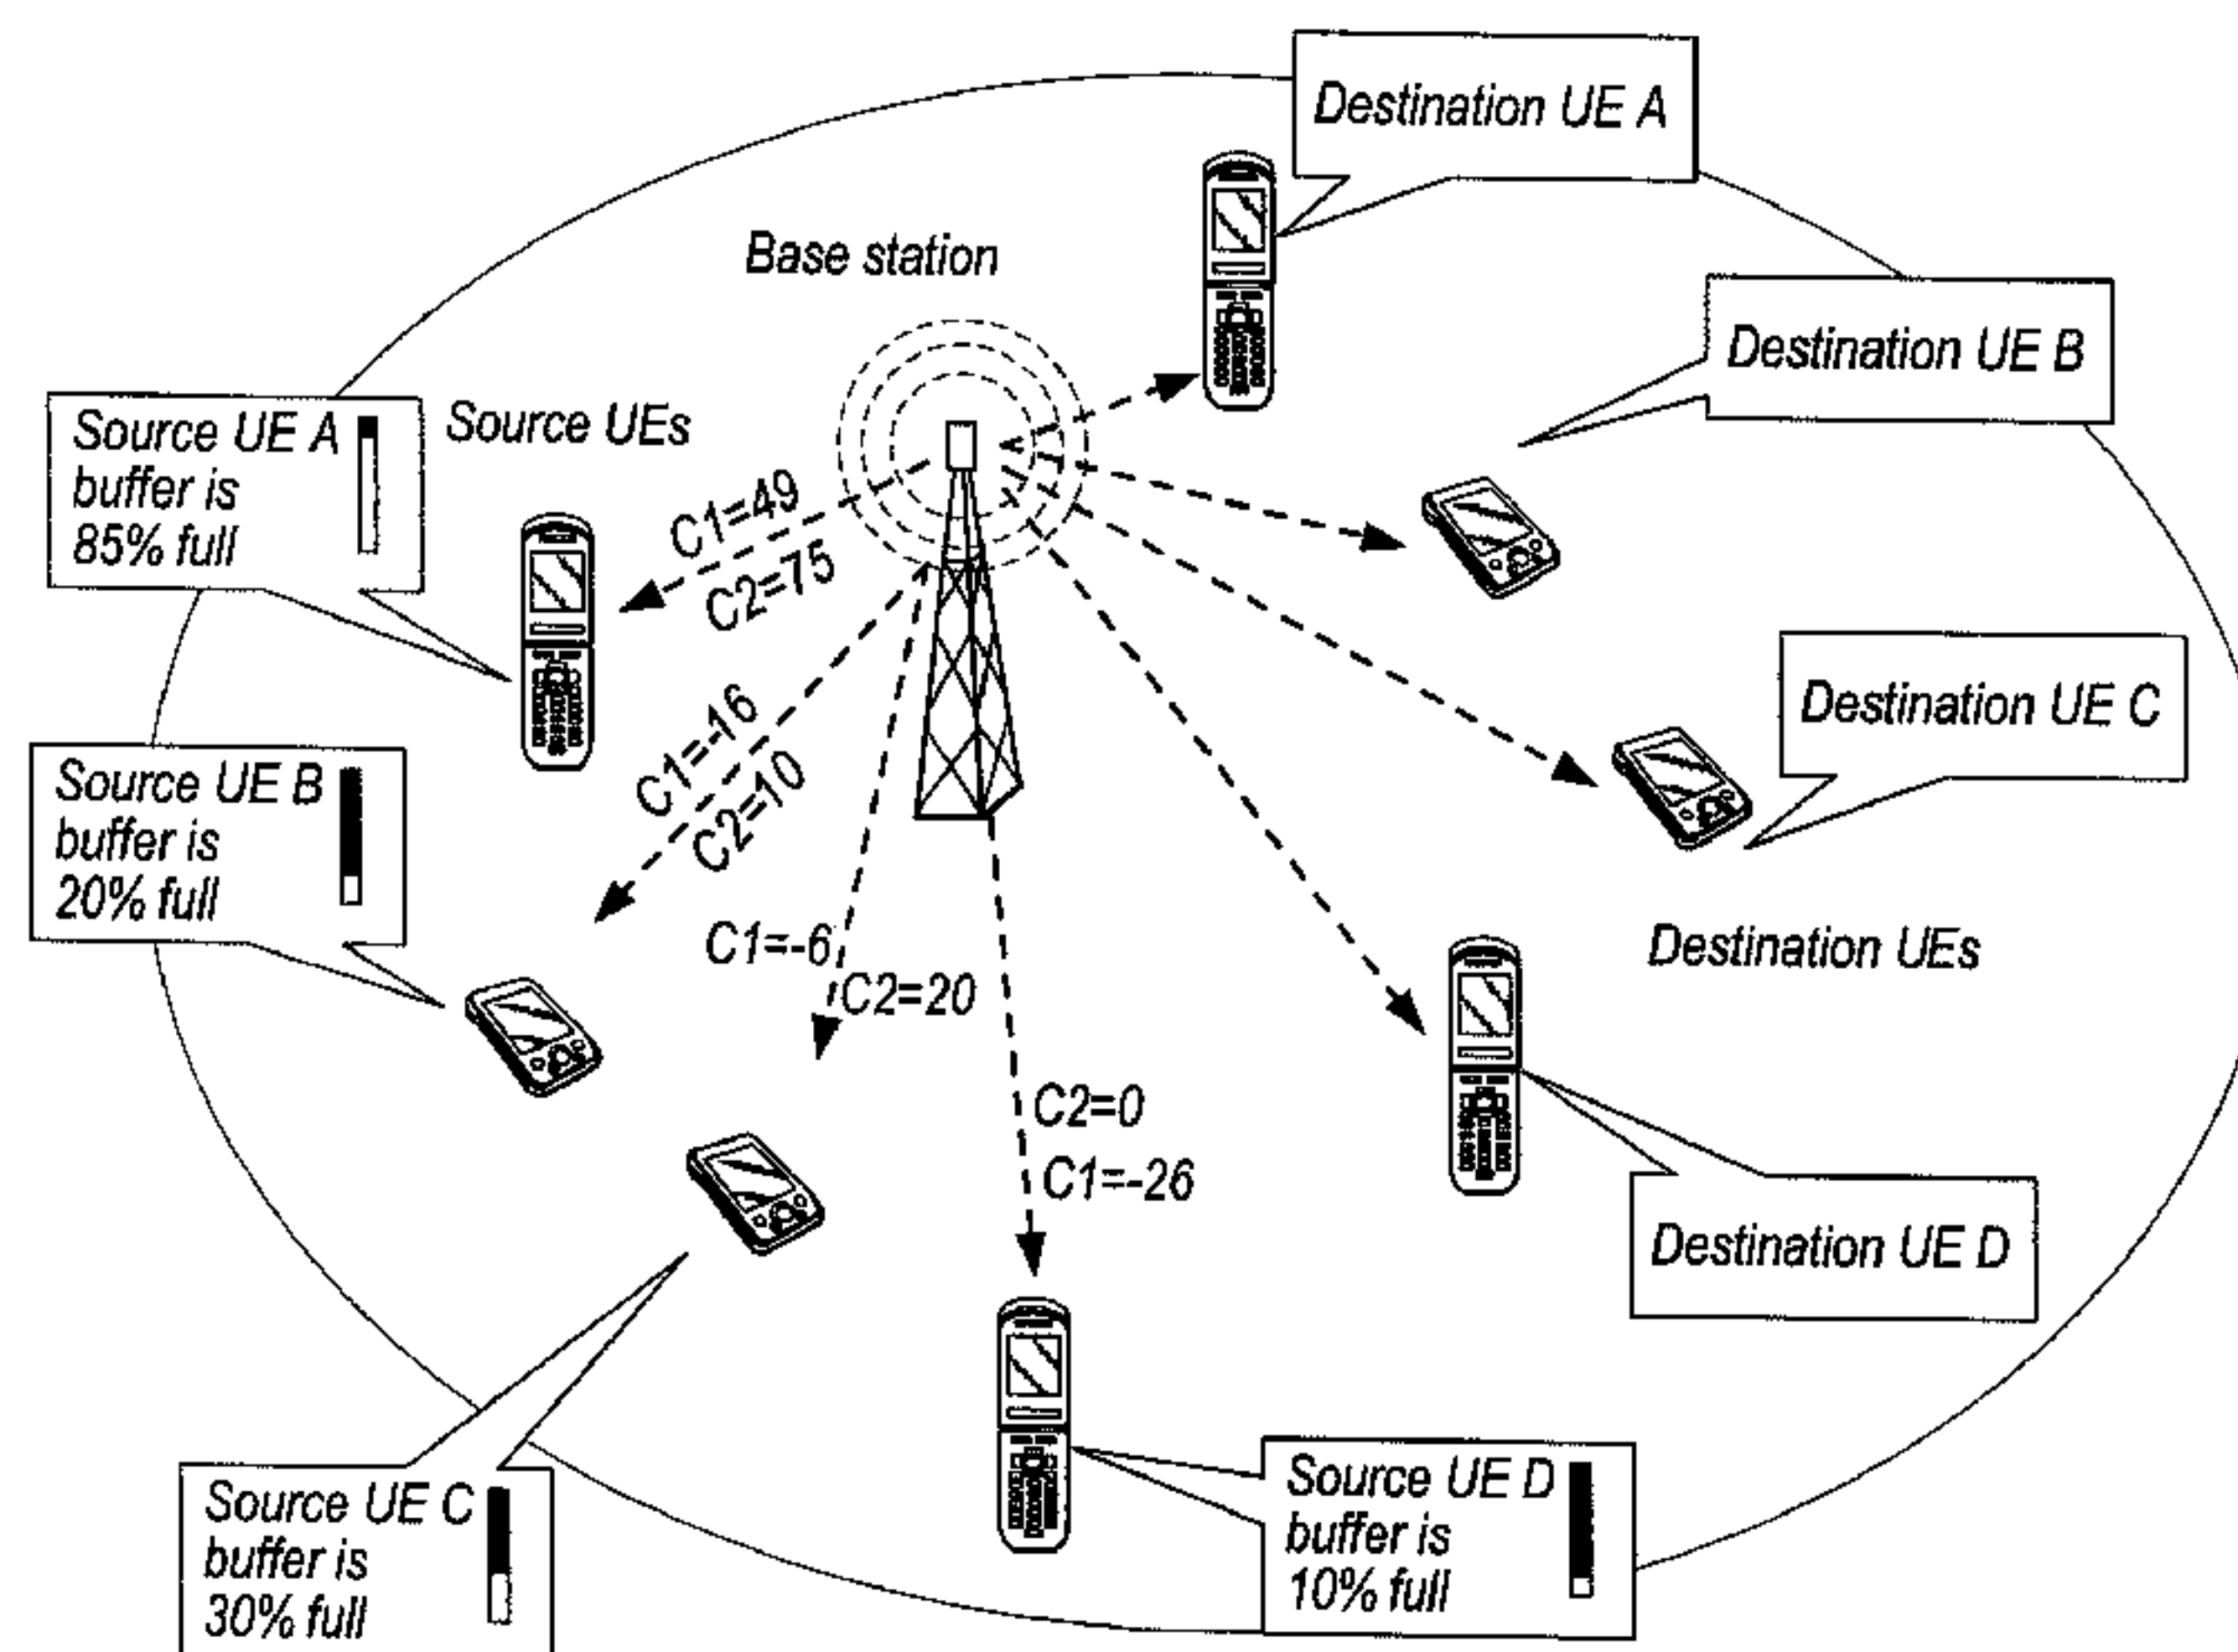 Destination UE A
Base station
Destination UE B
Source UE A
buffer is
85% full
Source UEs
C1=49
C2=75
Destination UE C
Source UE B
buffer is
20% full
C1=-16
C2=10
C1=-6
C2=20
Destination UEs
C2=0
C1=-26
Destination UE D
Source UE C
buffer is
30% full
Source UE D
buffer is
10% full